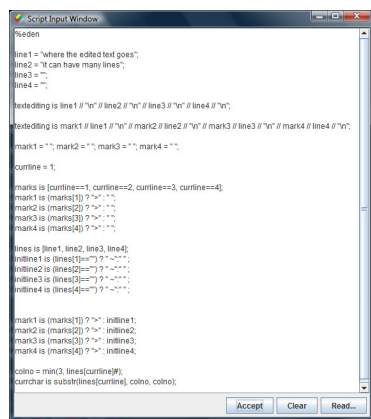 Script Input Window
%eden
line1 = "where the edited text goes";
line2 = "it can have many lines";
line3 = "";
line4 = "";
textediting is line1 // "\n" // line2 // "\n" // line3 // "\n" // line4 // "\n";
textediting is mark1 // line1 // "\n" // mark2 // line2 // "\n" // mark3 // line3 // "\n" // mark4 // line4 // "\n";
mark1 = " "; mark2 = " "; mark3 = " "; mark4 = " ";
currline = 1;
marks is [currline==1, currline==2, currline==3, currline==4];
mark1 is (marks[1]) ? ">" : " ";
mark2 is (marks[2]) ? ">" : " ";
mark3 is (marks[3]) ? ">" : " ";
mark4 is (marks[4]) ? ">" : " ";
lines is [line1, line2, line3, line4];
initline1 is (lines[1]=="") ? " ~":" " ;
initline2 is (lines[2]=="") ? " ~":" " ;
initline3 is (lines[3]=="") ? " ~":" " ;
initline4 is (lines[4]=="") ? " ~":" " ;
mark1 is (marks[1]) ? ">" : initline1;
mark2 is (marks[2]) ? ">" : initline2;
mark3 is (marks[3]) ? ">" : initline3;
mark4 is (marks[4]) ? ">" : initline4;
colno = min(3, lines[currline]#);
currchar is substr(lines[currline], colno, colno);
Accept Clear Read...